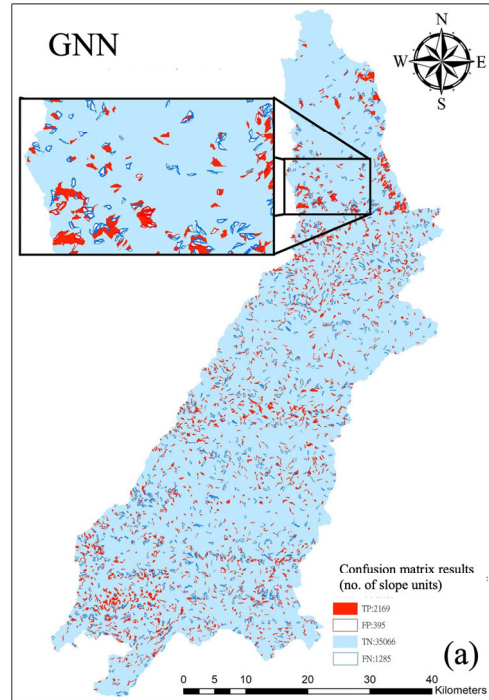 GNN
N
W E
S
Confusion matrix results
(no. of slope units)
TP:2169
FP:395
TN:35066
FN:1285
(a)
0 5 10 20 30 40
Kilometers